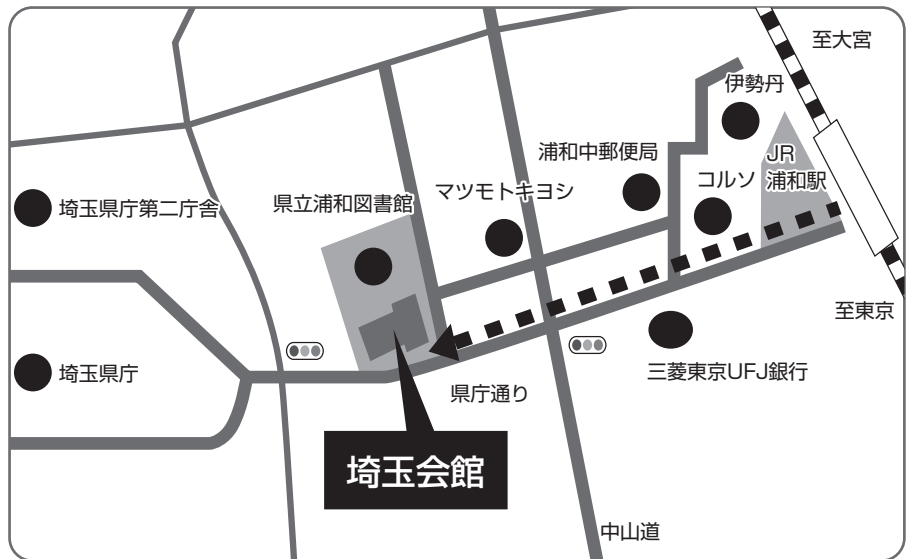 至大宮
伊勢丹
浦和中郵便局
JR
浦和駅
コルソ
マツモトキヨシ
県立浦和図書館
埼玉県庁第二庁舎
至東京
埼玉県庁
三菱東京UFJ銀行
県庁通り
埼玉会館
中山道